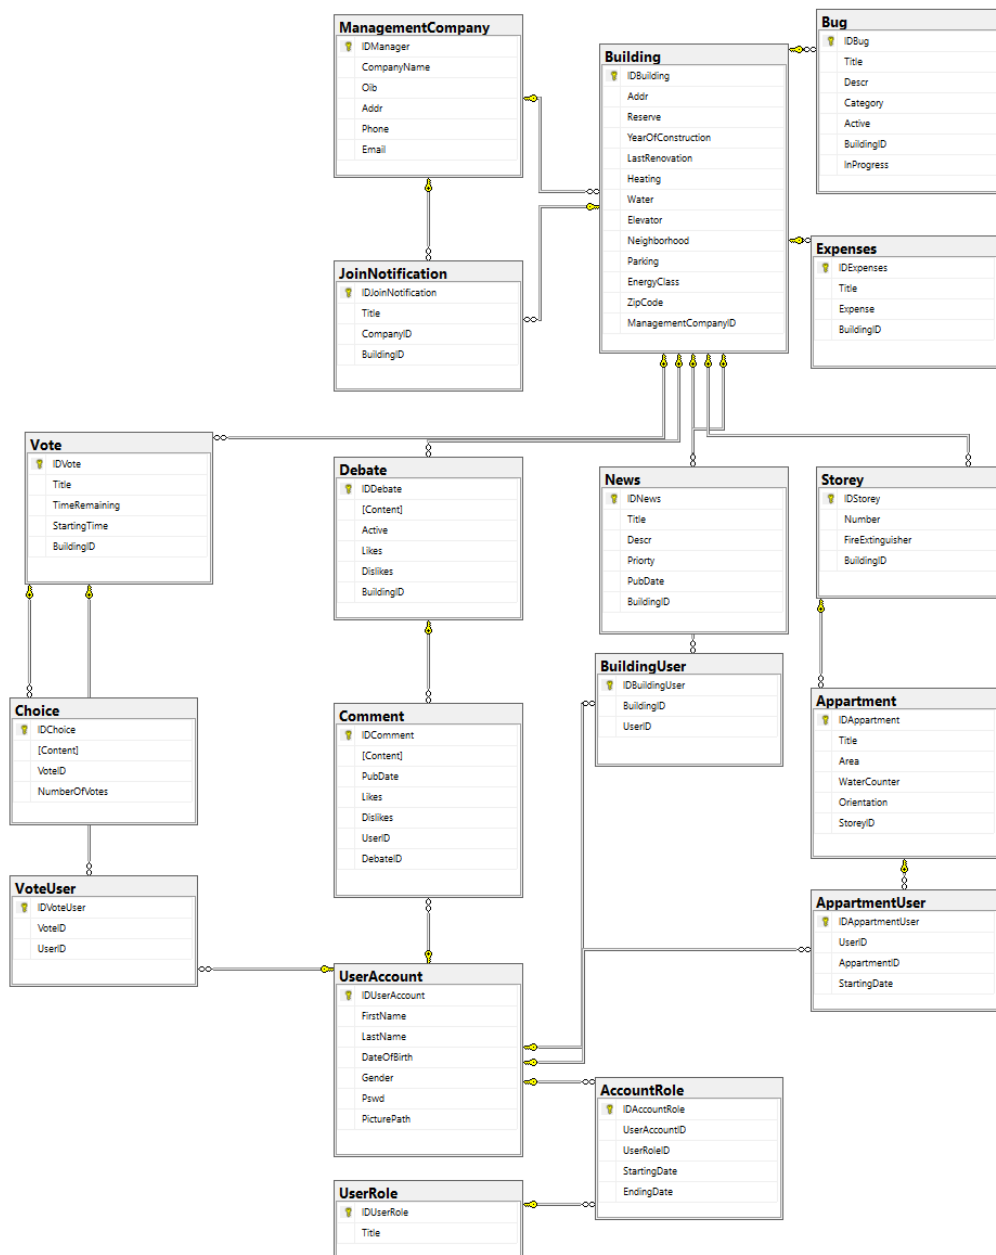 ManagementCompany
IDManager
CompanyName
Oib
Addr
Phone
Email
Building
IDBuilding
Addr
Reserve
YearOfConstruction
LastRenovation
Heating
Water
Elevator
Neighborhood
Parking
EnergyClass
ZipCode
ManagementCompanyID
Bug
IDBug
Title
Descr
Category
Active
BuildingID
InProgress
JoinNotification
IDJoinNotification
Title
CompanyID
BuildingID
Expenses
IDExpenses
Title
Expense
BuildingID
Vote
IDVote
Title
TimeRemaining
StartingTime
BuildingID
Debate
IDDebate
[Content]
Active
Likes
Dislikes
BuildingID
News
IDNews
Title
Descr
Priorty
PubDate
BuildingID
Storey
IDStorey
Number
FireExtinguisher
BuildingID
BuildingUser
IDBuildingUser
BuildingID
UserID
Choice
IDChoice
[Content]
VoteID
NumberOfVotes
Comment
IDComment
[Content]
PubDate
Likes
Dislikes
UserID
DebateID
Appartment
IDAppartment
Title
Area
WaterCounter
Orientation
StoreyID
VoteUser
IDVoteUser
VoteID
UserID
AppartmentUser
IDAppartmentUser
UserID
AppartmentID
StartingDate
UserAccount
IDUserAccount
FirstName
LastName
DateOfBirth
Gender
Pswd
PicturePath
AccountRole
IDAccountRole
UserAccountID
UserRoleID
StartingDate
EndingDate
UserRole
IDUserRole
Title